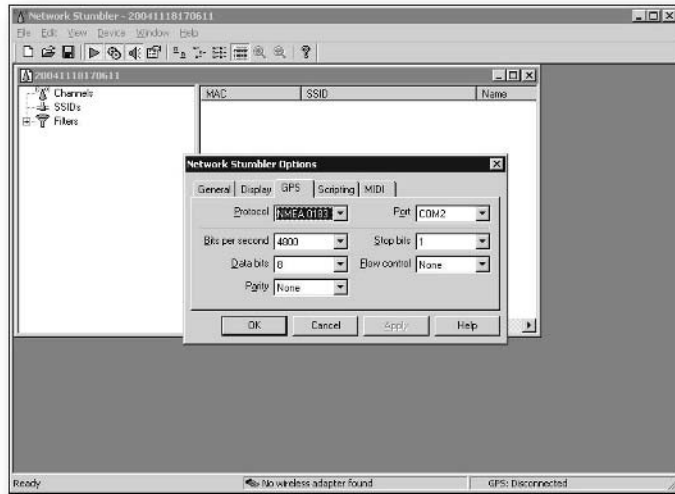 Network Stumbler - 20041118170611
File Edit View Device Window Help
20041118170611
Channels
SSIDs
Filters
MAC SSID Name
Network Stumbler Options
General Display GPS Scripting MIDI
Protocol NMEA 0183 Port COM2
Bits per second 4800 Stop bits 1
Data bits 8 Flow control None
Parity None
OK Cancel Apply Help
Ready No wireless adapter found GPS: Disconnected